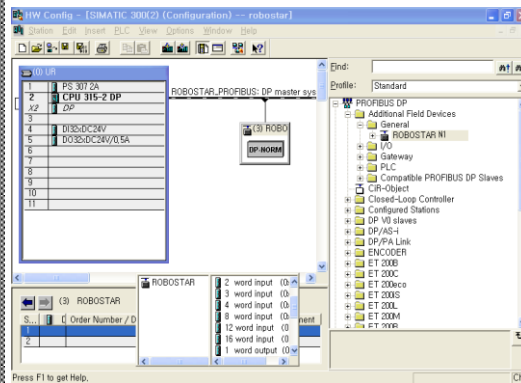 HW Config - [SIMATIC 300(2) (Configuration) -- robostar]
Station Edit Insert PLC View Options Window Help
(0) UR
1 PS 307 2A
2 CPU 315-2 DP
X2 DP
3
4 DI32xDC24V
5 DO32xDC24V/0,5A
6
7
8
9
10
11
ROBOSTAR_PROFIBUS: DP master sys
(3) ROBO
DP-NORM
Find:
Profile: Standard
PROFIBUS DP
Additional Field Devices
General
ROBOSTAR N1
I/O
Gateway
PLC
Compatible PROFIBUS DP Slaves
CiR-Object
Closed-Loop Controller
Configured Stations
DP V0 slaves
DP/AS-i
DP/PA Link
ENCODER
ET 200B
ET 200C
ET 200eco
ET 200iS
ET 200L
ET 200M
(3) ROBOSTAR
S... Order Number / D
1
2
ROBOSTAR
2 word input
3 word input
4 word input
8 word input
12 word input
16 word input
1 word output
Press F1 to get Help.